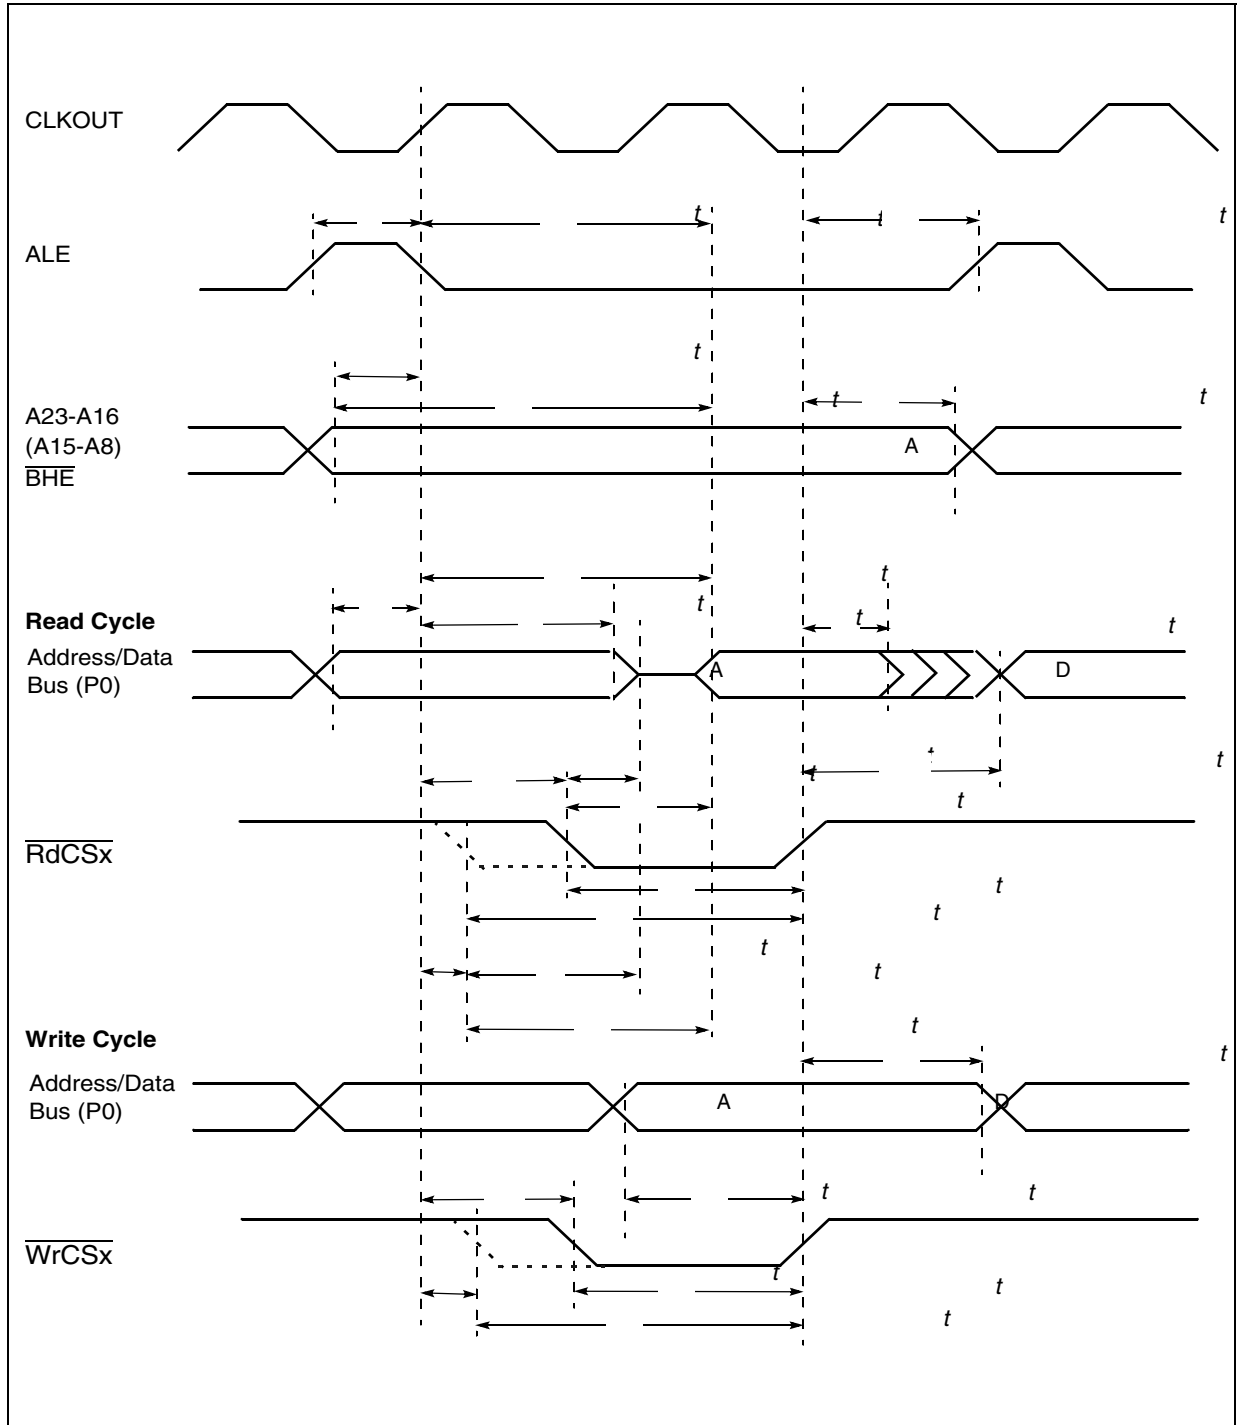 CLKOUT
t t t
ALE
t
t t
A23-A16
(A15-A8) A
BHE
t
t
Read Cycle t t
Address/Data
Bus (P0) A D
t t
t
t
RdCSx
t
t
t
t
t
Write Cycle
t
Address/Data
Bus (P0) A D
t t
WrCSx
t t
t